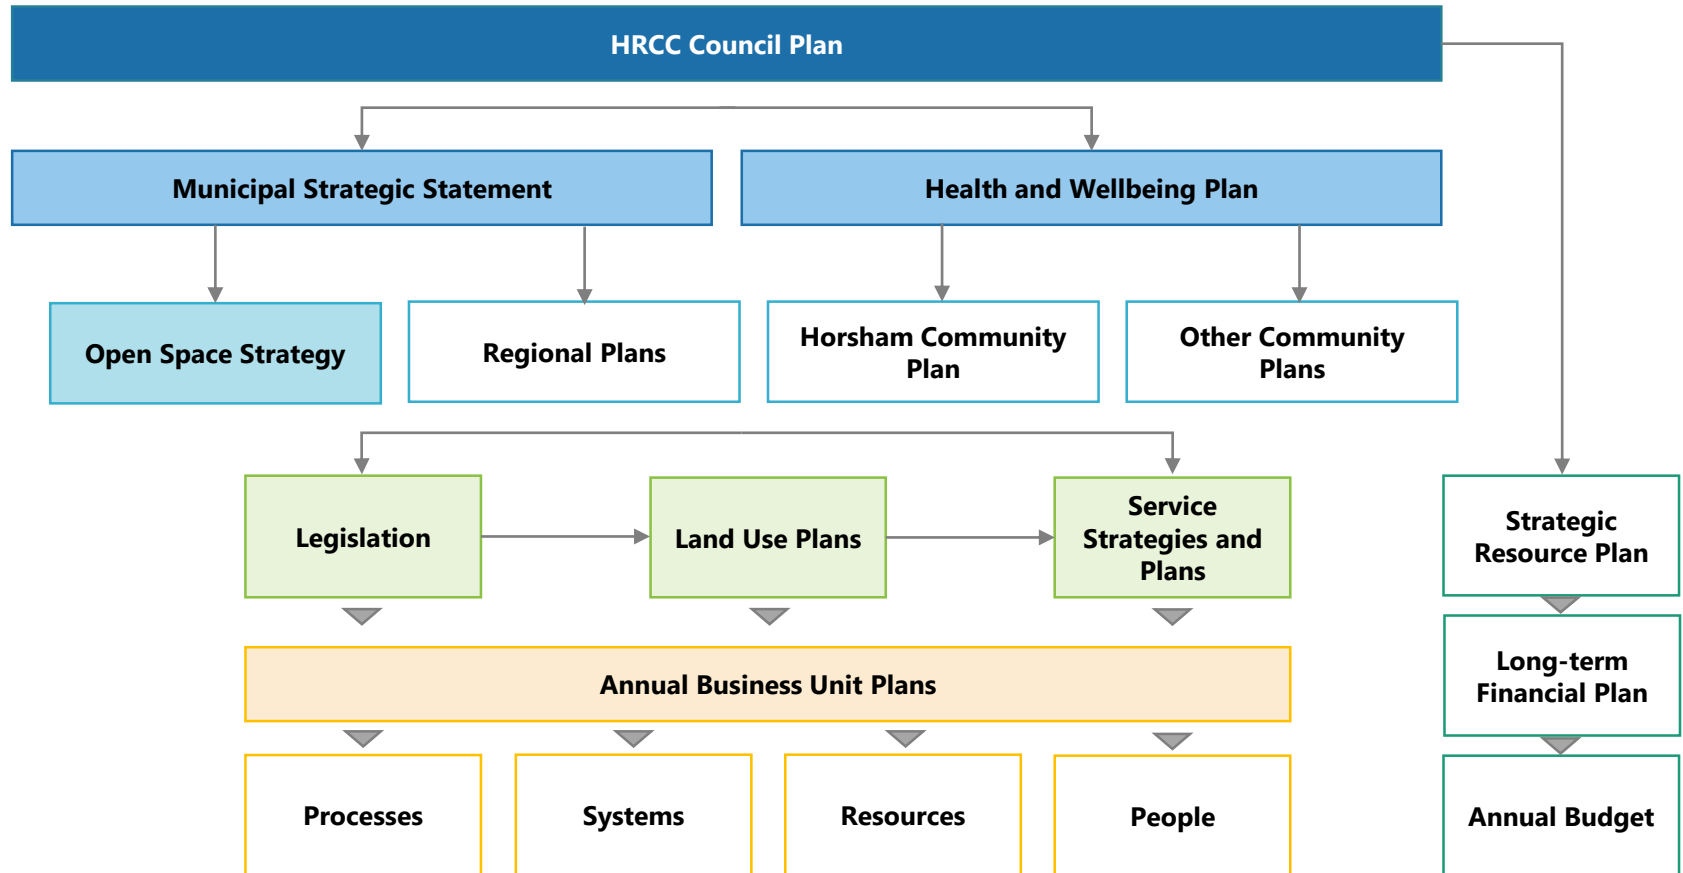 HRCC Council Plan
Municipal Strategic Statement
Health and Wellbeing Plan
Open Space Strategy
Regional Plans
Horsham Community
Plan
Other Community
Plans
Legislation
Land Use Plans
Service
Strategies and
Plans
Strategic
Resource Plan
Annual Business Unit Plans
Long-term
Financial Plan
Processes
Systems
Resources
People
Annual Budget